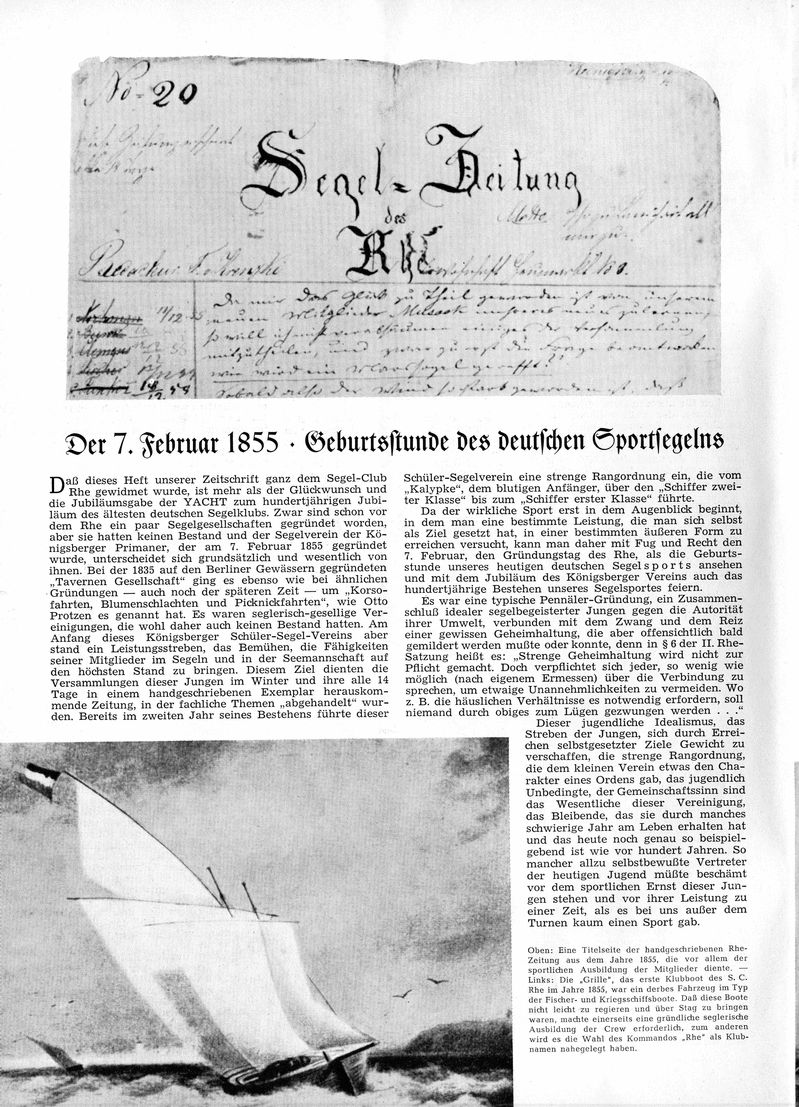 No 20
Segel-Zeitung
des
Rhe
Der 7. Februar 1855 · Geburtsstunde des deutschen Sportsegelns
Daß dieses Heft unserer Zeitschrift ganz dem Segel-Club
Rhe gewidmet wurde, ist mehr als der Glückwunsch und
die Jubiläumsgabe der YACHT zum hundertjährigen Jubi-
läum des ältesten deutschen Segelklubs. Zwar sind schon vor
dem Rhe ein paar Segelgesellschaften gegründet worden,
aber sie hatten keinen Bestand und der Segelverein der Kö-
nigsberger Primaner, der am 7. Februar 1855 gegründet
wurde, unterscheidet sich grundsätzlich und wesentlich von
ihnen. Bei der 1835 auf den Berliner Gewässern gegründeten
„Tavernen Gesellschaft“ ging es ebenso wie bei ähnlichen
Gründungen — auch noch der späteren Zeit — um „Korso-
fahrten, Blumenschlachten und Picknickfahrten“, wie Otto
Protzen es genannt hat. Es waren seglerisch-gesellige Ver-
einigungen, die wohl daher auch keinen Bestand hatten. Am
Anfang dieses Königsberger Schüler-Segel-Vereins aber
stand ein Leistungsstreben, das Bemühen, die Fähigkeiten
seiner Mitglieder im Segeln und in der Seemannschaft auf
den höchsten Stand zu bringen. Diesem Ziel dienten die
Versammlungen dieser Jungen im Winter und ihre alle 14
Tage in einem handgeschriebenen Exemplar herauskom-
mende Zeitung, in der fachliche Themen „abgehandelt“ wur-
den. Bereits im zweiten Jahr seines Bestehens führte dieser
Schüler-Segelverein eine strenge Rangordnung ein, die vom
„Kalypke“, dem blutigen Anfänger, über den „Schiffer zwei-
ter Klasse“ bis zum „Schiffer erster Klasse“ führte.
Da der wirkliche Sport erst in dem Augenblick beginnt,
in dem man eine bestimmte Leistung, die man sich selbst
als Ziel gesetzt hat, in einer bestimmten äußeren Form zu
erreichen versucht, kann man daher mit Fug und Recht den
7. Februar, den Gründungstag des Rhe, als die Geburts-
stunde unseres heutigen deutschen Segelsports ansehen
und mit dem Jubiläum des Königsberger Vereins auch das
hundertjährige Bestehen unseres Segelsportes feiern.
Es war eine typische Pennäler-Gründung, ein Zusammen-
schluß idealer segelbegeisterter Jungen gegen die Autorität
ihrer Umwelt, verbunden mit dem Zwang und dem Reiz
einer gewissen Geheimhaltung, die aber offensichtlich bald
gemildert werden mußte oder konnte, denn in § 6 der II. Rhe-
Satzung heißt es: „Strenge Geheimhaltung wird nicht zur
Pflicht gemacht. Doch verpflichtet sich jeder, so wenig wie
möglich (nach eigenem Ermessen) über die Verbindung zu
sprechen, um etwaige Unannehmlichkeiten zu vermeiden. Wo
z. B. die häuslichen Verhältnisse es notwendig erfordern, soll
niemand durch obiges zum Lügen gezwungen werden . . .“
Dieser jugendliche Idealismus, das
Streben der Jungen, sich durch Errei-
chen selbstgesetzter Ziele Gewicht zu
verschaffen, die strenge Rangordnung,
die dem kleinen Verein etwas den Cha-
rakter eines Ordens gab, das jugendlich
Unbedingte, der Gemeinschaftssinn sind
das Wesentliche dieser Vereinigung,
das Bleibende, das sie durch manches
schwierige Jahr am Leben erhalten hat
und das heute noch genau so beispiel-
gebend ist wie vor hundert Jahren. So
mancher allzu selbstbewußte Vertreter
der heutigen Jugend müßte beschämt
vor dem sportlichen Ernst dieser Jun-
gen stehen und vor ihrer Leistung zu
einer Zeit, als es bei uns außer dem
Turnen kaum einen Sport gab.
Oben: Eine Titelseite der handgeschriebenen Rhe-
Zeitung aus dem Jahre 1855, die vor allem der
sportlichen Ausbildung der Mitglieder diente. —
Links: Die „Grille“, das erste Klubboot des S. C.
Rhe im Jahre 1855, war ein derbes Fahrzeug im Typ
der Fischer- und Kriegsschiffsboote. Daß diese Boote
nicht leicht zu regieren und über Stag zu bringen
waren, machte einerseits eine gründliche seglerische
Ausbildung der Crew erforderlich, zum anderen
wird es die Wahl des Kommandos „Rhe“ als Klub-
namen nahegelegt haben.